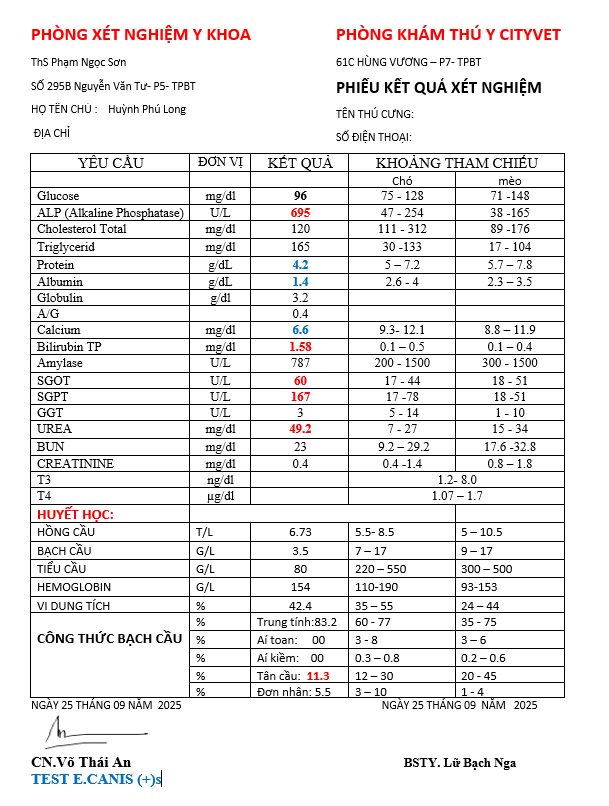 PHÒNG XÉT NGHIỆM Y KHOA PHÒNG KHÁM THÚ Y CITYVET
ThS Phạm Ngọc Sơn 61C HÙNG VƯƠNG – P7- TPBT
SỐ 295B Nguyễn Văn Tư- P5- TPBT PHIẾU KẾT QUẢ XÉT NGHIỆM
HỌ TÊN CHỦ : Huỳnh Phú Long TÊN THÚ CƯNG:
ĐỊA CHỈ SỐ ĐIỆN THOẠI:
YÊU CẦU ĐƠN VỊ KẾT QUẢ KHOẢNG THAM CHIẾU
Chó mèo
Glucose mg/dl 96 75 - 128 71 -148
ALP (Alkaline Phosphatase) U/L 695 47 - 254 38 -165
Cholesterol Total mg/dl 120 111 - 312 89 -176
Triglycerid mg/dl 165 30 -133 17 - 104
Protein g/dL 4.2 5 – 7.2 5.7 – 7.8
Albumin g/dL 1.4 2.6 - 4 2.3 – 3.5
Globulin g/dl 3.2
A/G 0.4
Calcium mg/dl 6.6 9.3- 12.1 8.8 – 11.9
Bilirubin TP mg/dl 1.58 0.1 – 0.5 0.1 – 0.4
Amylase U/L 787 200 - 1500 300 - 1500
SGOT U/L 60 17 - 44 18 - 51
SGPT U/L 167 17 -78 18 -51
GGT U/L 3 5 - 14 1 - 10
UREA mg/dl 49.2 7 - 27 15 - 34
BUN mg/dl 23 9.2 – 29.2 17.6 -32.8
CREATININE mg/dl 0.4 0.4 -1.4 0.8 – 1.8
T3 ng/dl 1.2- 8.0
T4 µg/dl 1.07 – 1.7
HUYẾT HỌC:
HỒNG CẦU T/L 6.73 5.5- 8.5 5 – 10.5
BẠCH CẦU G/L 3.5 7 – 17 9 – 17
TIỂU CẦU G/L 80 220 – 550 300 – 500
HEMOGLOBIN G/L 154 110-190 93-153
VI DUNG TÍCH % 42.4 35 – 55 24 – 44
CÔNG THỨC BẠCH CẦU % Trung tính:83.2 60 - 77 35 - 75
% Aí toan: 00 3 - 8 3 – 6
% Aí kiềm: 00 0.3 – 0.8 0.2 – 0.6
% Tân cầu: 11.3 12 – 30 20 - 45
% Đơn nhân: 5.5 3 – 10 1 - 4
NGÀY 25 THÁNG 09 NĂM 2025 NGÀY 25 THÁNG 09 NĂM 2025
CN.Võ Thái An BSTY. Lữ Bạch Nga
TEST E.CANIS (+)s